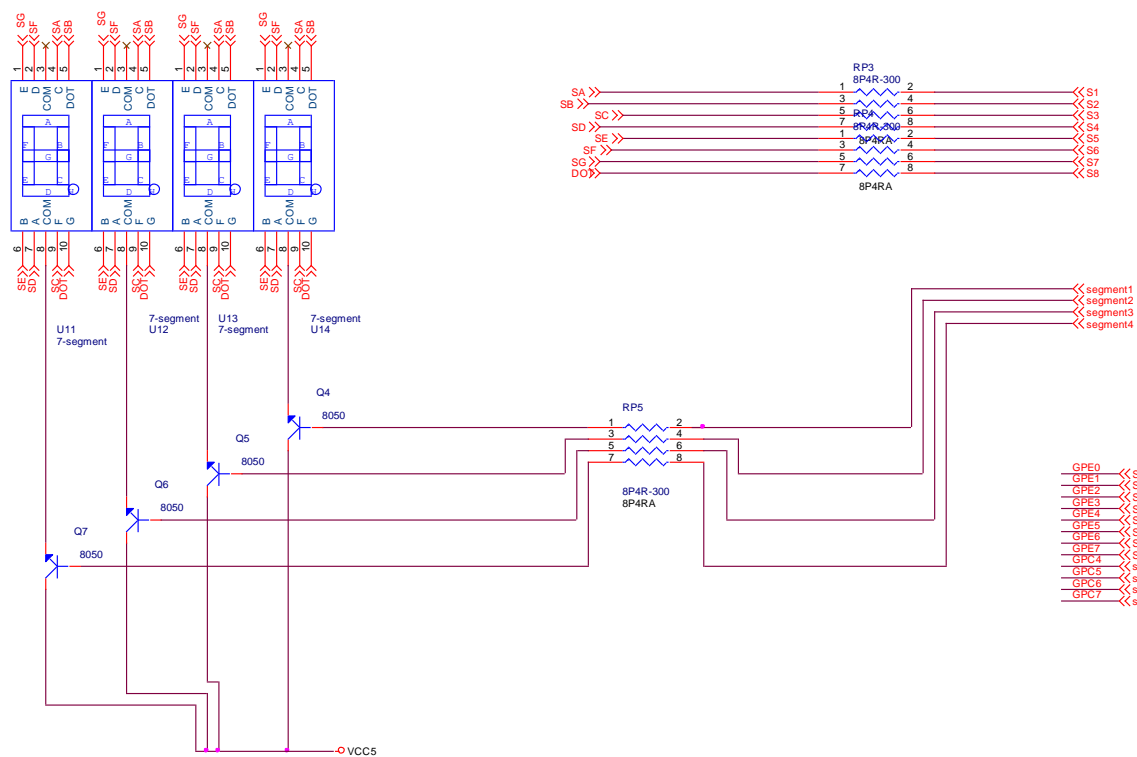 SG SF SA SB SG SF SA SB SG SF SA SB SG SF SA SB
1 2 3 4 5 1 2 3 4 5 1 2 3 4 5 1 2 3 4 5
E D COM C DOT E D COM C DOT E D COM C DOT E D COM C DOT
A A A A
F B F B F B F B
G G G G
E C E C E C E C
D H D H D H D H
B A COM F G B A COM F G B A COM F G B A COM F G
6 7 8 9 10 6 7 8 9 10 6 7 8 9 10 6 7 8 9 10
SE SD SC DOT SE SD SC DOT SE SD SC DOT SE SD SC DOT
U11
7-segment
7-segment
U12
U13
7-segment
7-segment
U14
RP3
8P4R-300
SA 1 2 S1
SB 3 4 S2
SC 5 6 S3
RP4
SD 7 8 S4
8P4R-300
SE 1 2 S5
8P4RA
SF 3 4 S6
SG 5 6 S7
DOT 7 8 S8
8P4RA
segment1
segment2
segment3
segment4
Q4
8050
Q5
8050
Q6
8050
Q7
8050
RP5
1 2
3 4
5 6
7 8
8P4R-300
8P4RA
GPE0 S
GPE1 S
GPE2 S
GPE3 S
GPE4 S
GPE5 S
GPE6 S
GPE7 S
GPC4 s
GPC5 s
GPC6 s
GPC7 s
VCC5